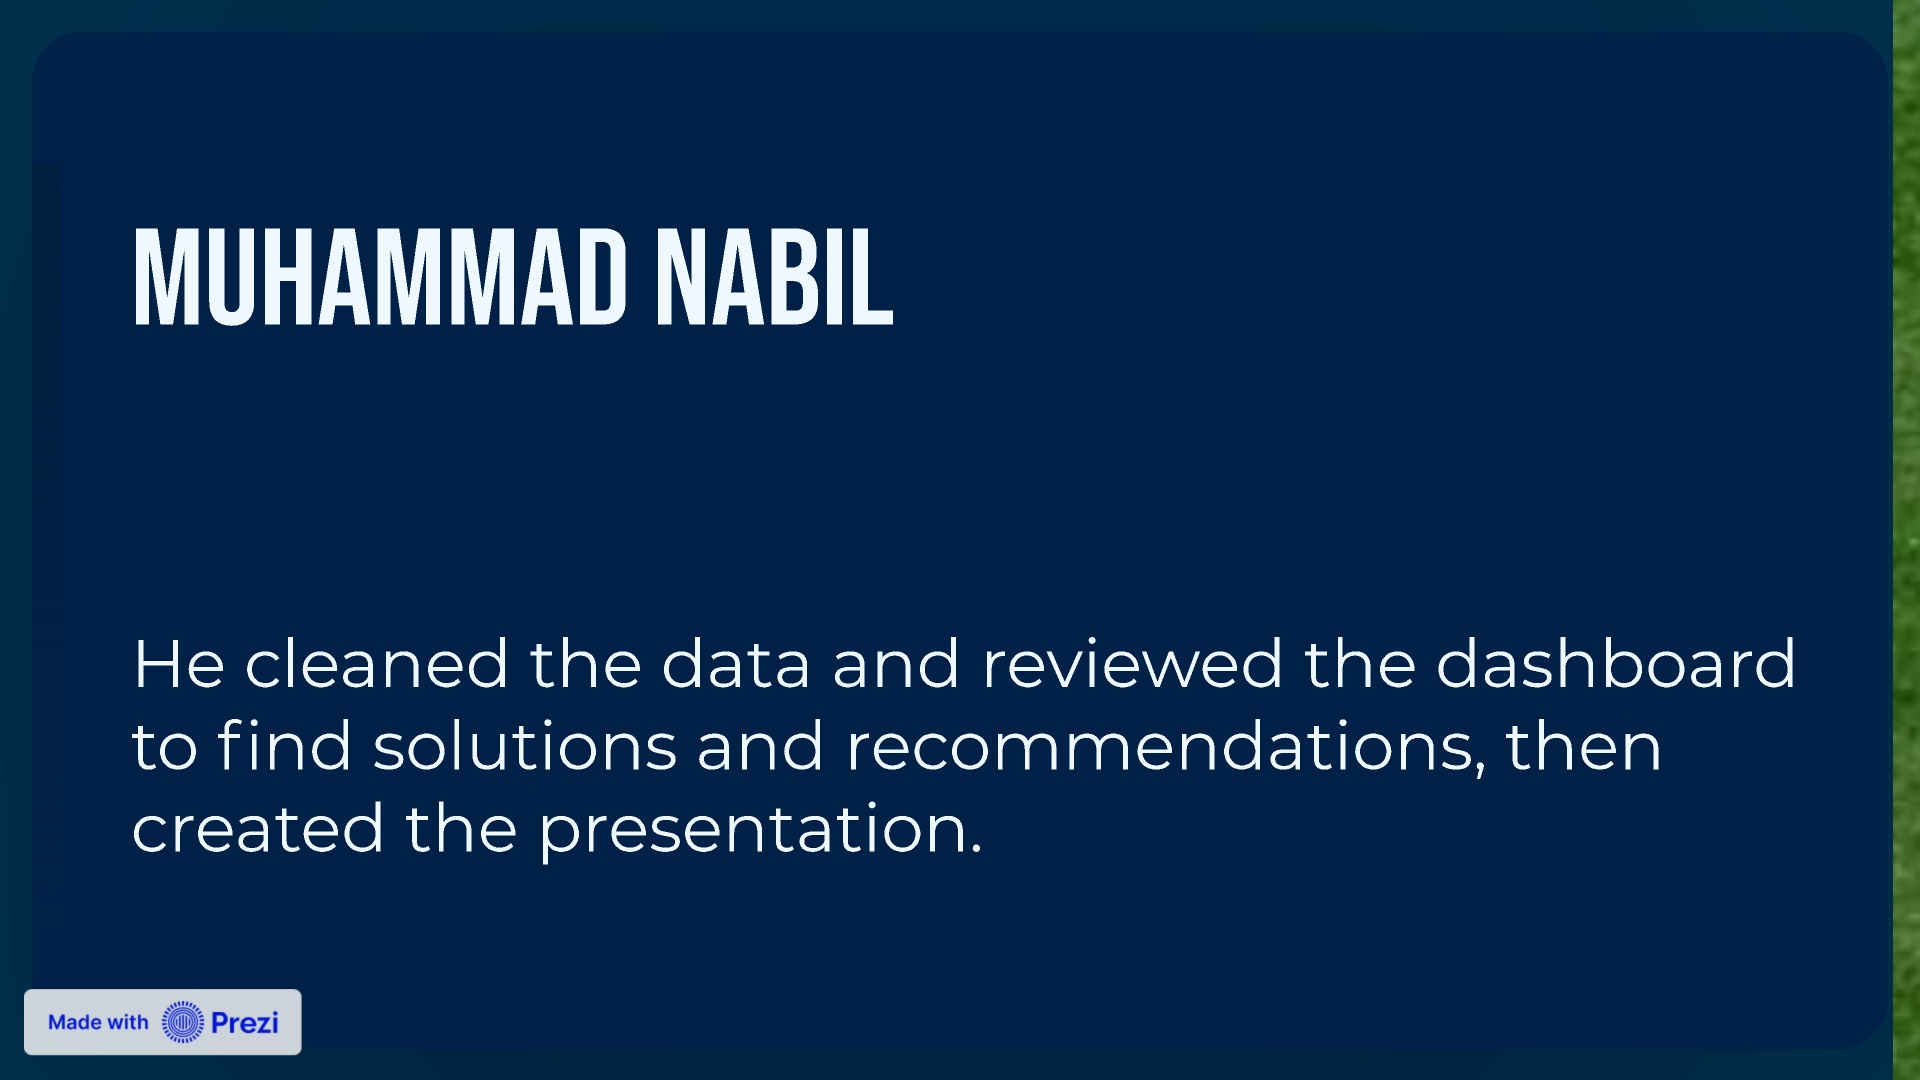 MUHAMMAD NABIL
He cleaned the data and reviewed the dashboard
to find solutions and recommendations, then
created the presentation.
Made with Prezi